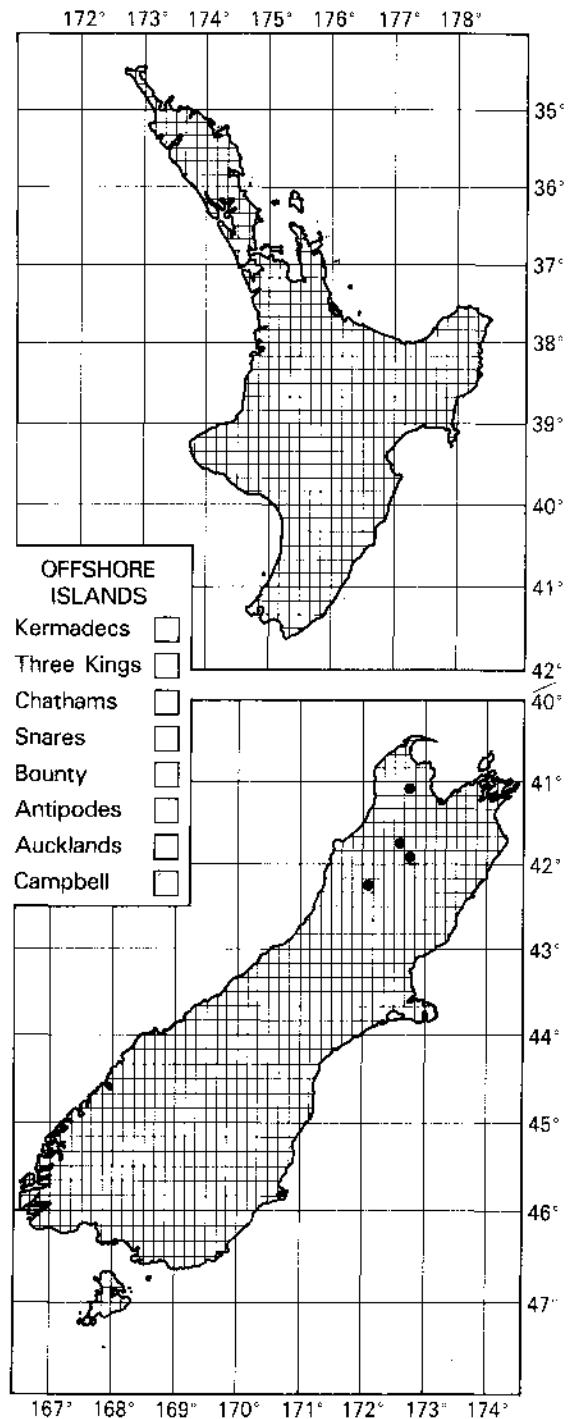 172° 173° 174° 175° 176° 177° 178°
35°
36°
37°
38°
39°
40°
41°
42°
OFFSHORE
ISLANDS
Kermadecs
Three Kings
Chathams
Snares
Bounty
Antipodes
Aucklands
Campbell
40°
41°
42°
43°
44°
45°
46°
47°
167° 168° 169° 170° 171° 172° 173° 174°